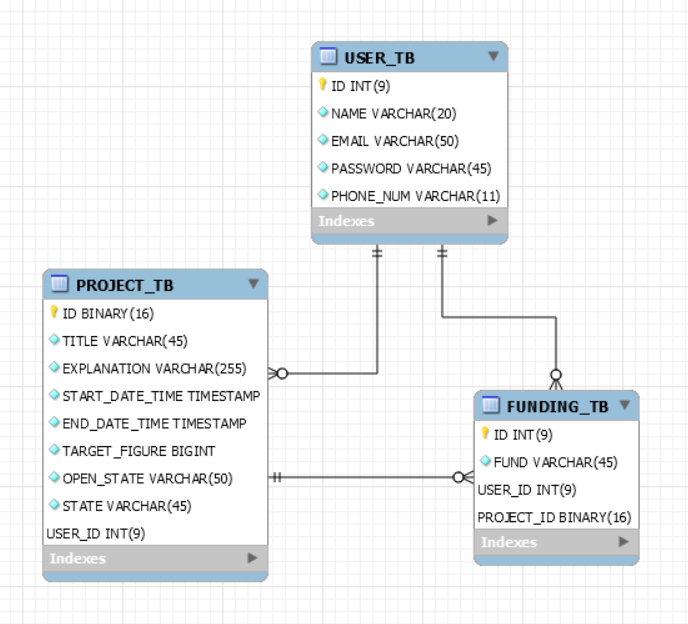 USER_TB
ID INT(9)
NAME VARCHAR(20)
EMAIL VARCHAR(50)
PASSWORD VARCHAR(45)
PHONE_NUM VARCHAR(11)
Indexes
PROJECT_TB
ID BINARY(16)
TITLE VARCHAR(45)
EXPLANATION VARCHAR(255)
START_DATE_TIME TIMESTAMP
END_DATE_TIME TIMESTAMP
TARGET_FIGURE BIGINT
OPEN_STATE VARCHAR(50)
STATE VARCHAR(45)
USER_ID INT(9)
Indexes
FUNDING_TB
ID INT(9)
FUND VARCHAR(45)
USER_ID INT(9)
PROJECT_ID BINARY(16)
Indexes